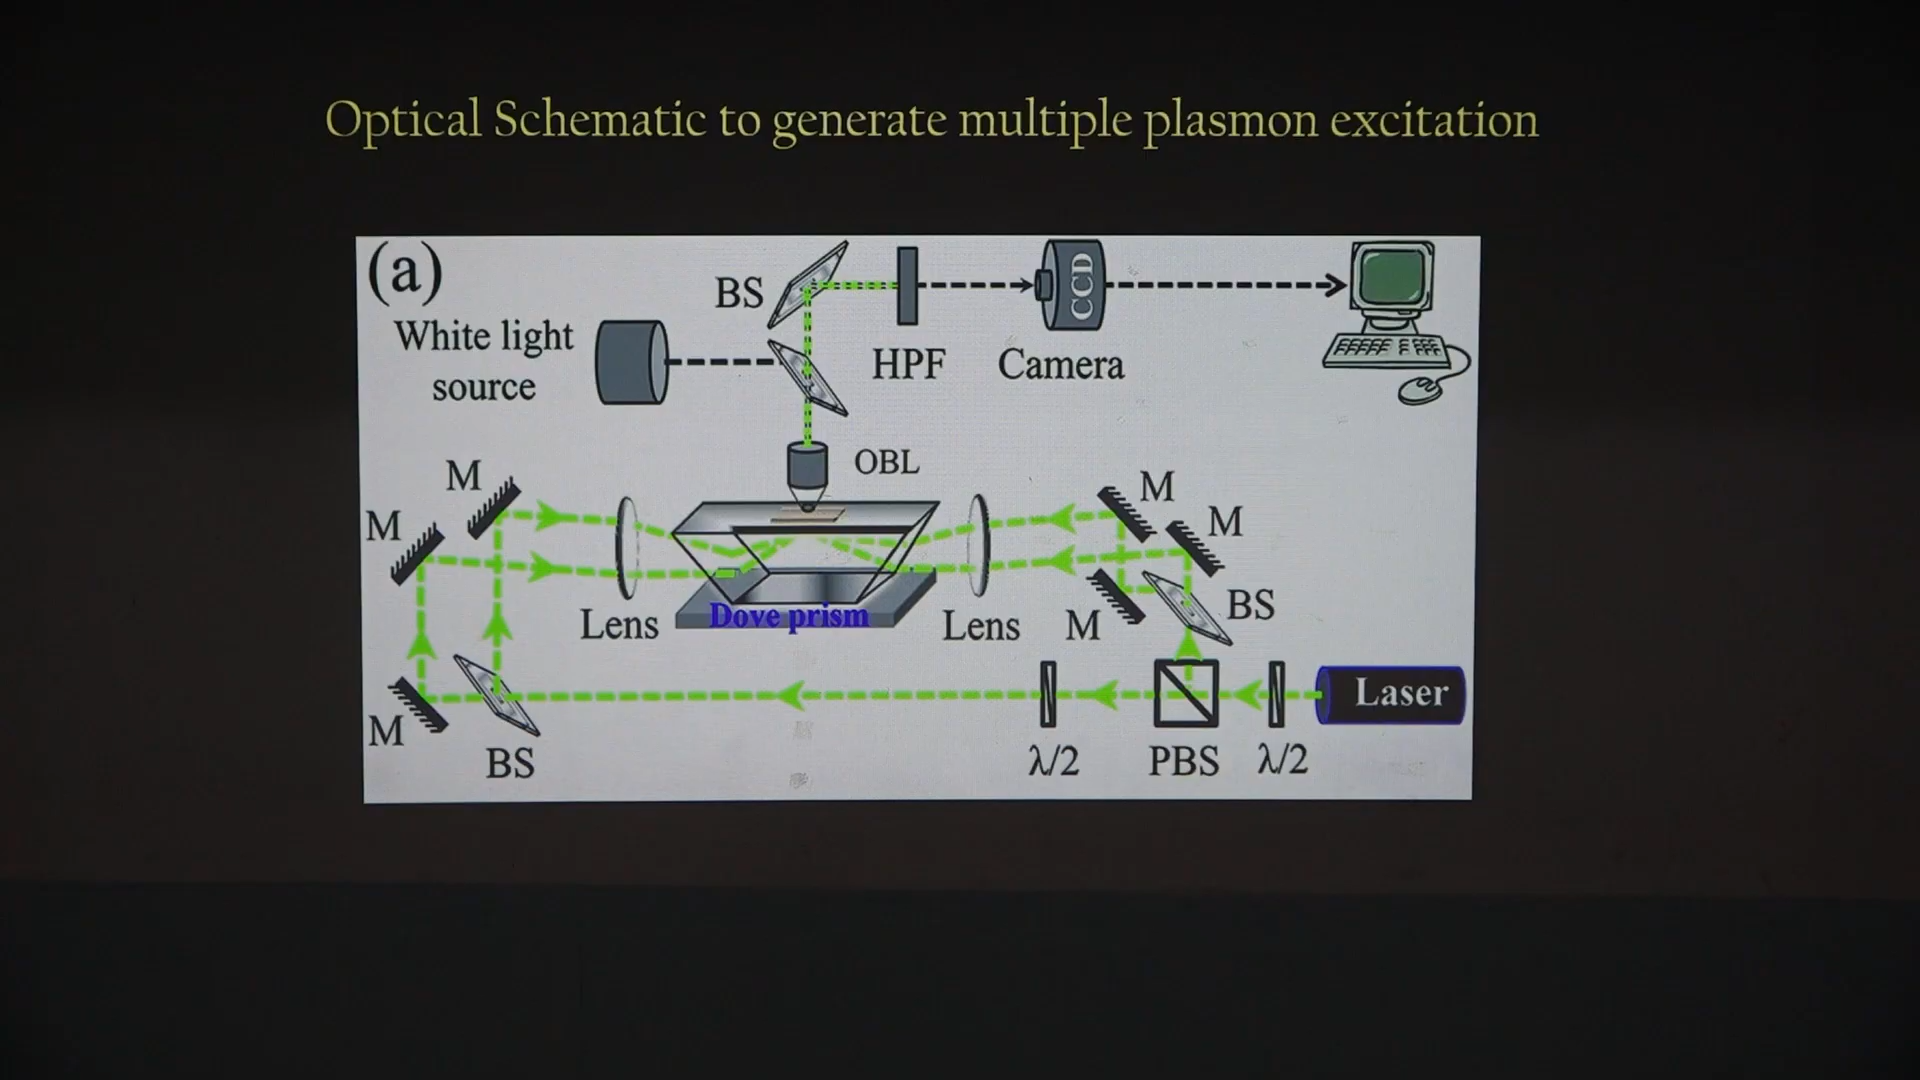 Optical Schematic to generate multiple plasmon excitation
(a)
BS
White light
source
HPF
Camera
CCD
OBL
M
M
M
M
Lens
Dove prism
Lens
M
BS
M
BS
λ/2
PBS
λ/2
Laser